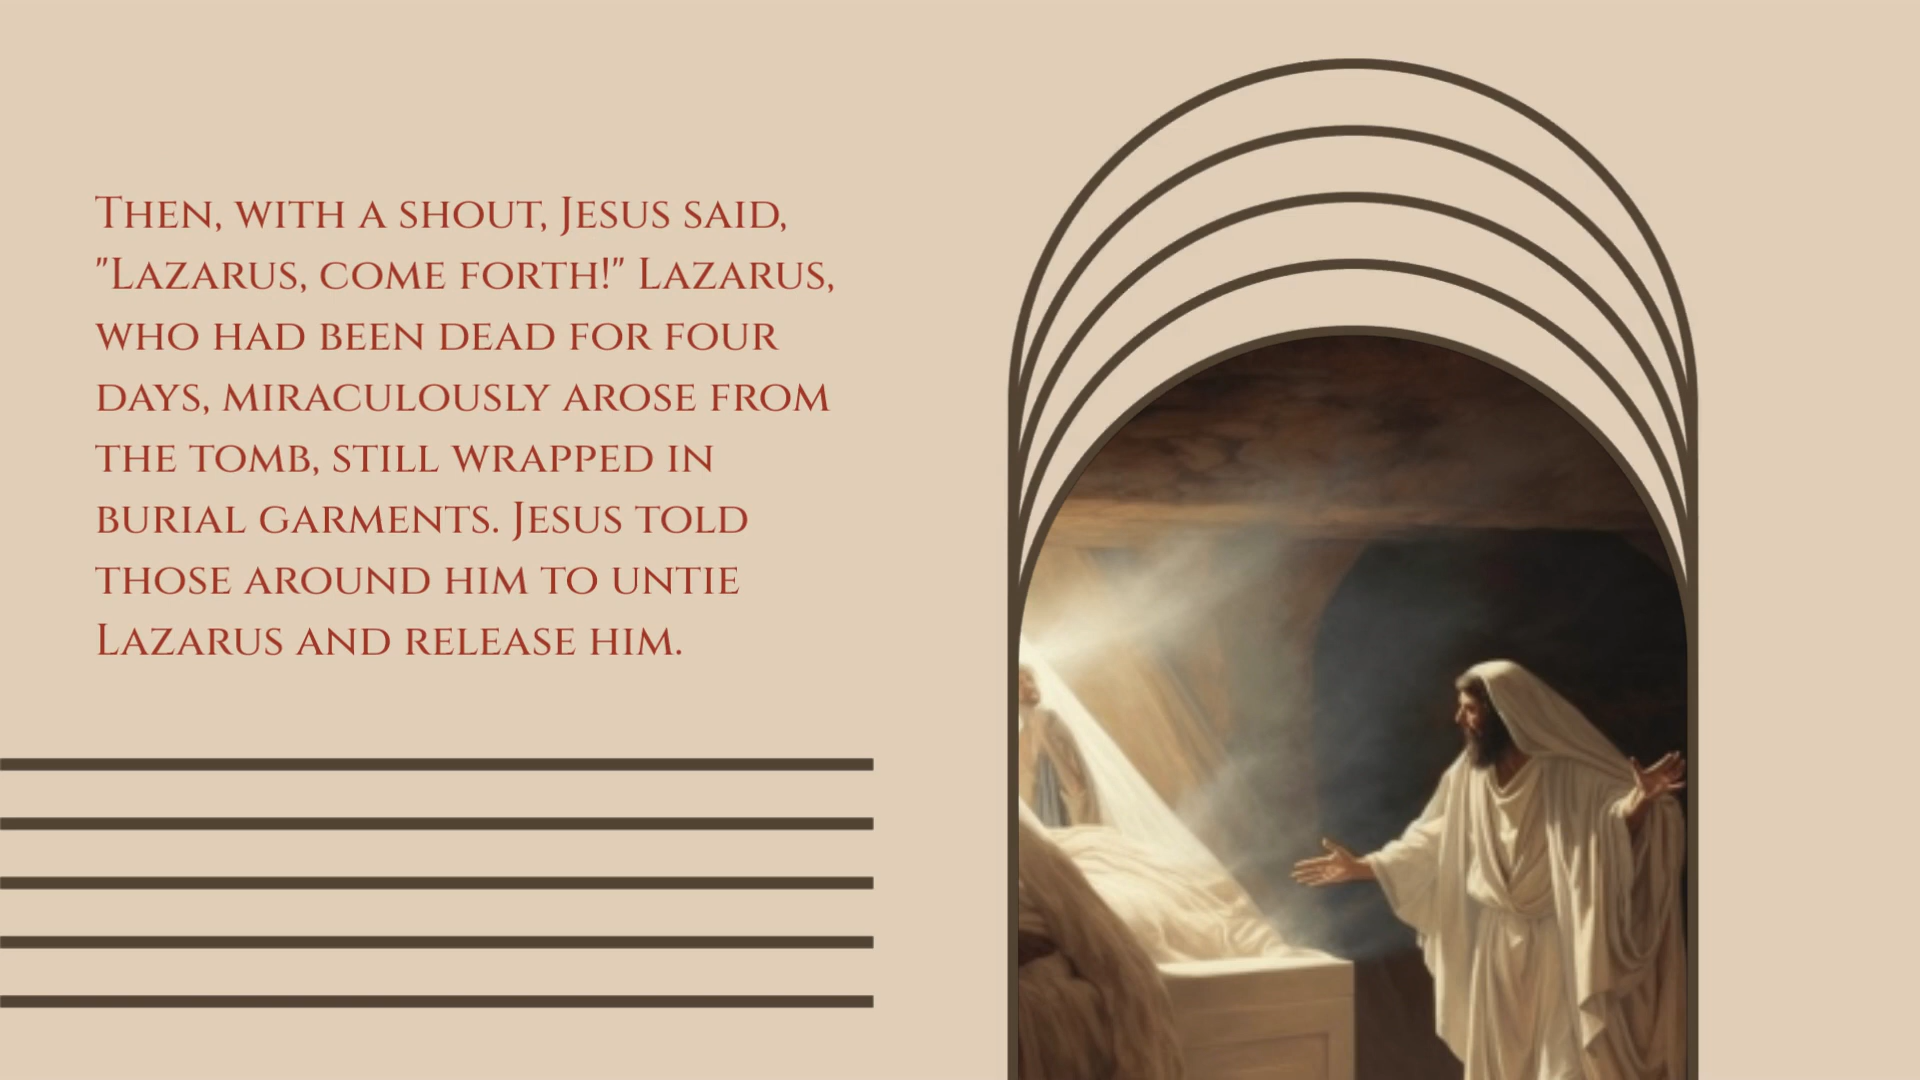 Then, with a shout, Jesus said,
"Lazarus, come forth!" Lazarus,
who had been dead for four
days, miraculously arose from
the tomb, still wrapped in
burial garments. Jesus told
those around him to untie
Lazarus and release him.